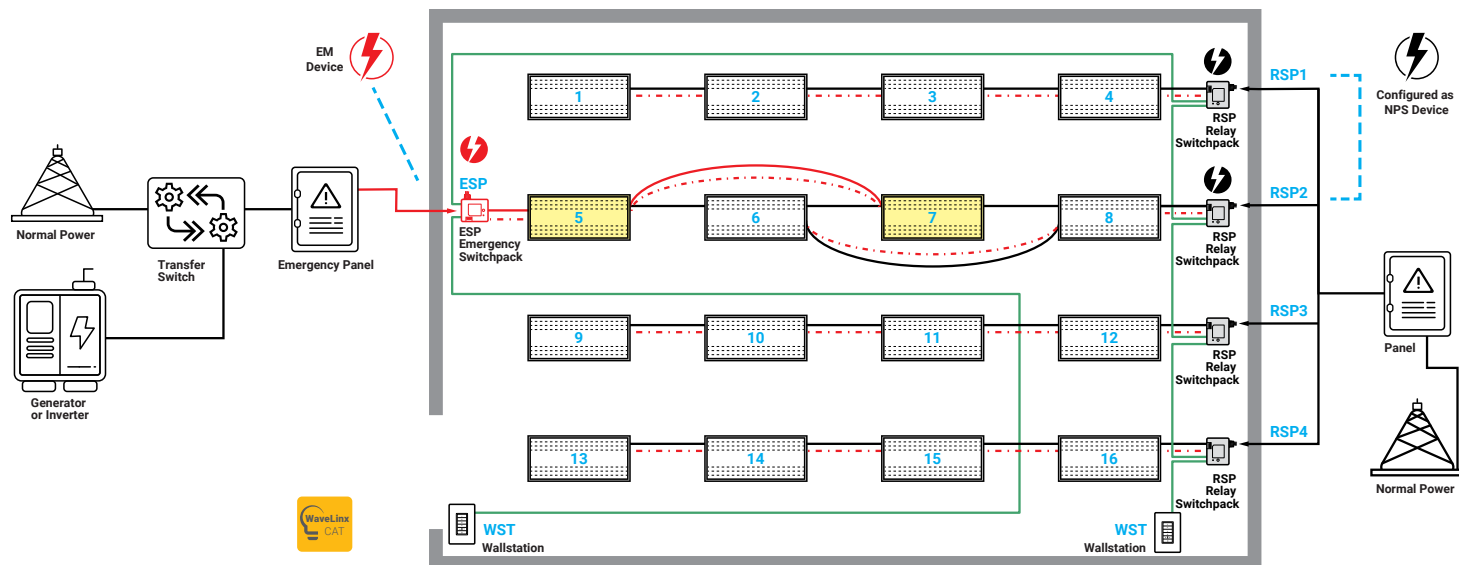 EM
Device
Normal Power
Transfer
Switch
Emergency Panel
Generator
or Inverter
WaveLinx
CAT
ESP
ESP
Emergency
Switchpack
1
2
3
4
RSP
Relay
Switchpack
RSP1
5
6
7
8
RSP
Relay
Switchpack
RSP2
9
10
11
12
RSP
Relay
Switchpack
RSP3
13
14
15
16
RSP
Relay
Switchpack
RSP4
WST
Wallstation
WST
Wallstation
Configured as
NPS Device
Panel
Normal Power